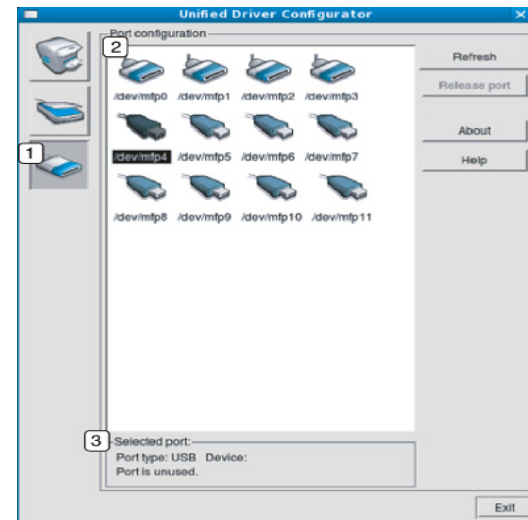 Unified Driver Configurator
Port configuration
2
/dev/mfp0 /dev/mfp1 /dev/mfp2 /dev/mfp3
1
/dev/mfp4 /dev/mfp5 /dev/mfp6 /dev/mfp7
/dev/mfp8 /dev/mfp9 /dev/mfp10 /dev/mfp11
Refresh
Release port
About
Help
3
Selected port:
Port type: USB Device:
Port is unused.
Exit